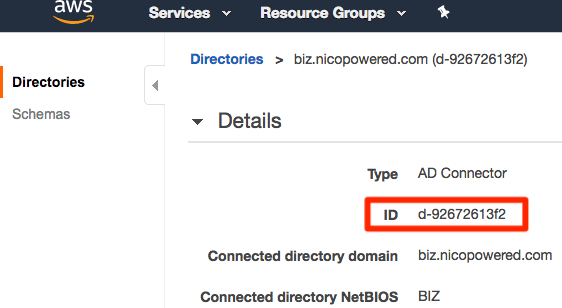 aws
Services Resource Groups
Directories > biz.nicopowered.com (d-92672613f2)
Directories
Schemas
Details
Type AD Connector
ID d-92672613f2
Connected directory domain biz.nicopowered.com
Connected directory NetBIOS BIZ